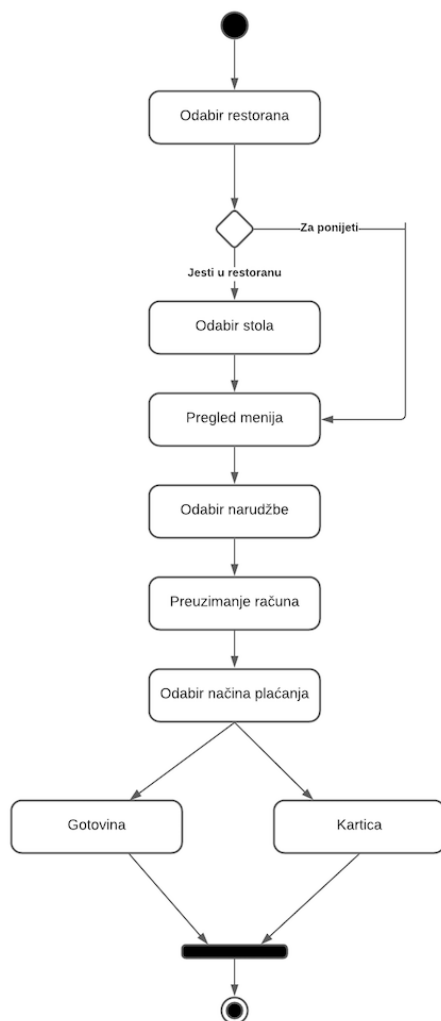 Odabir restorana
Za ponijeti
Jesti u restoranu
Odabir stola
Pregled menija
Odabir narudžbe
Preuzimanje računa
Odabir načina plaćanja
Gotovina
Kartica